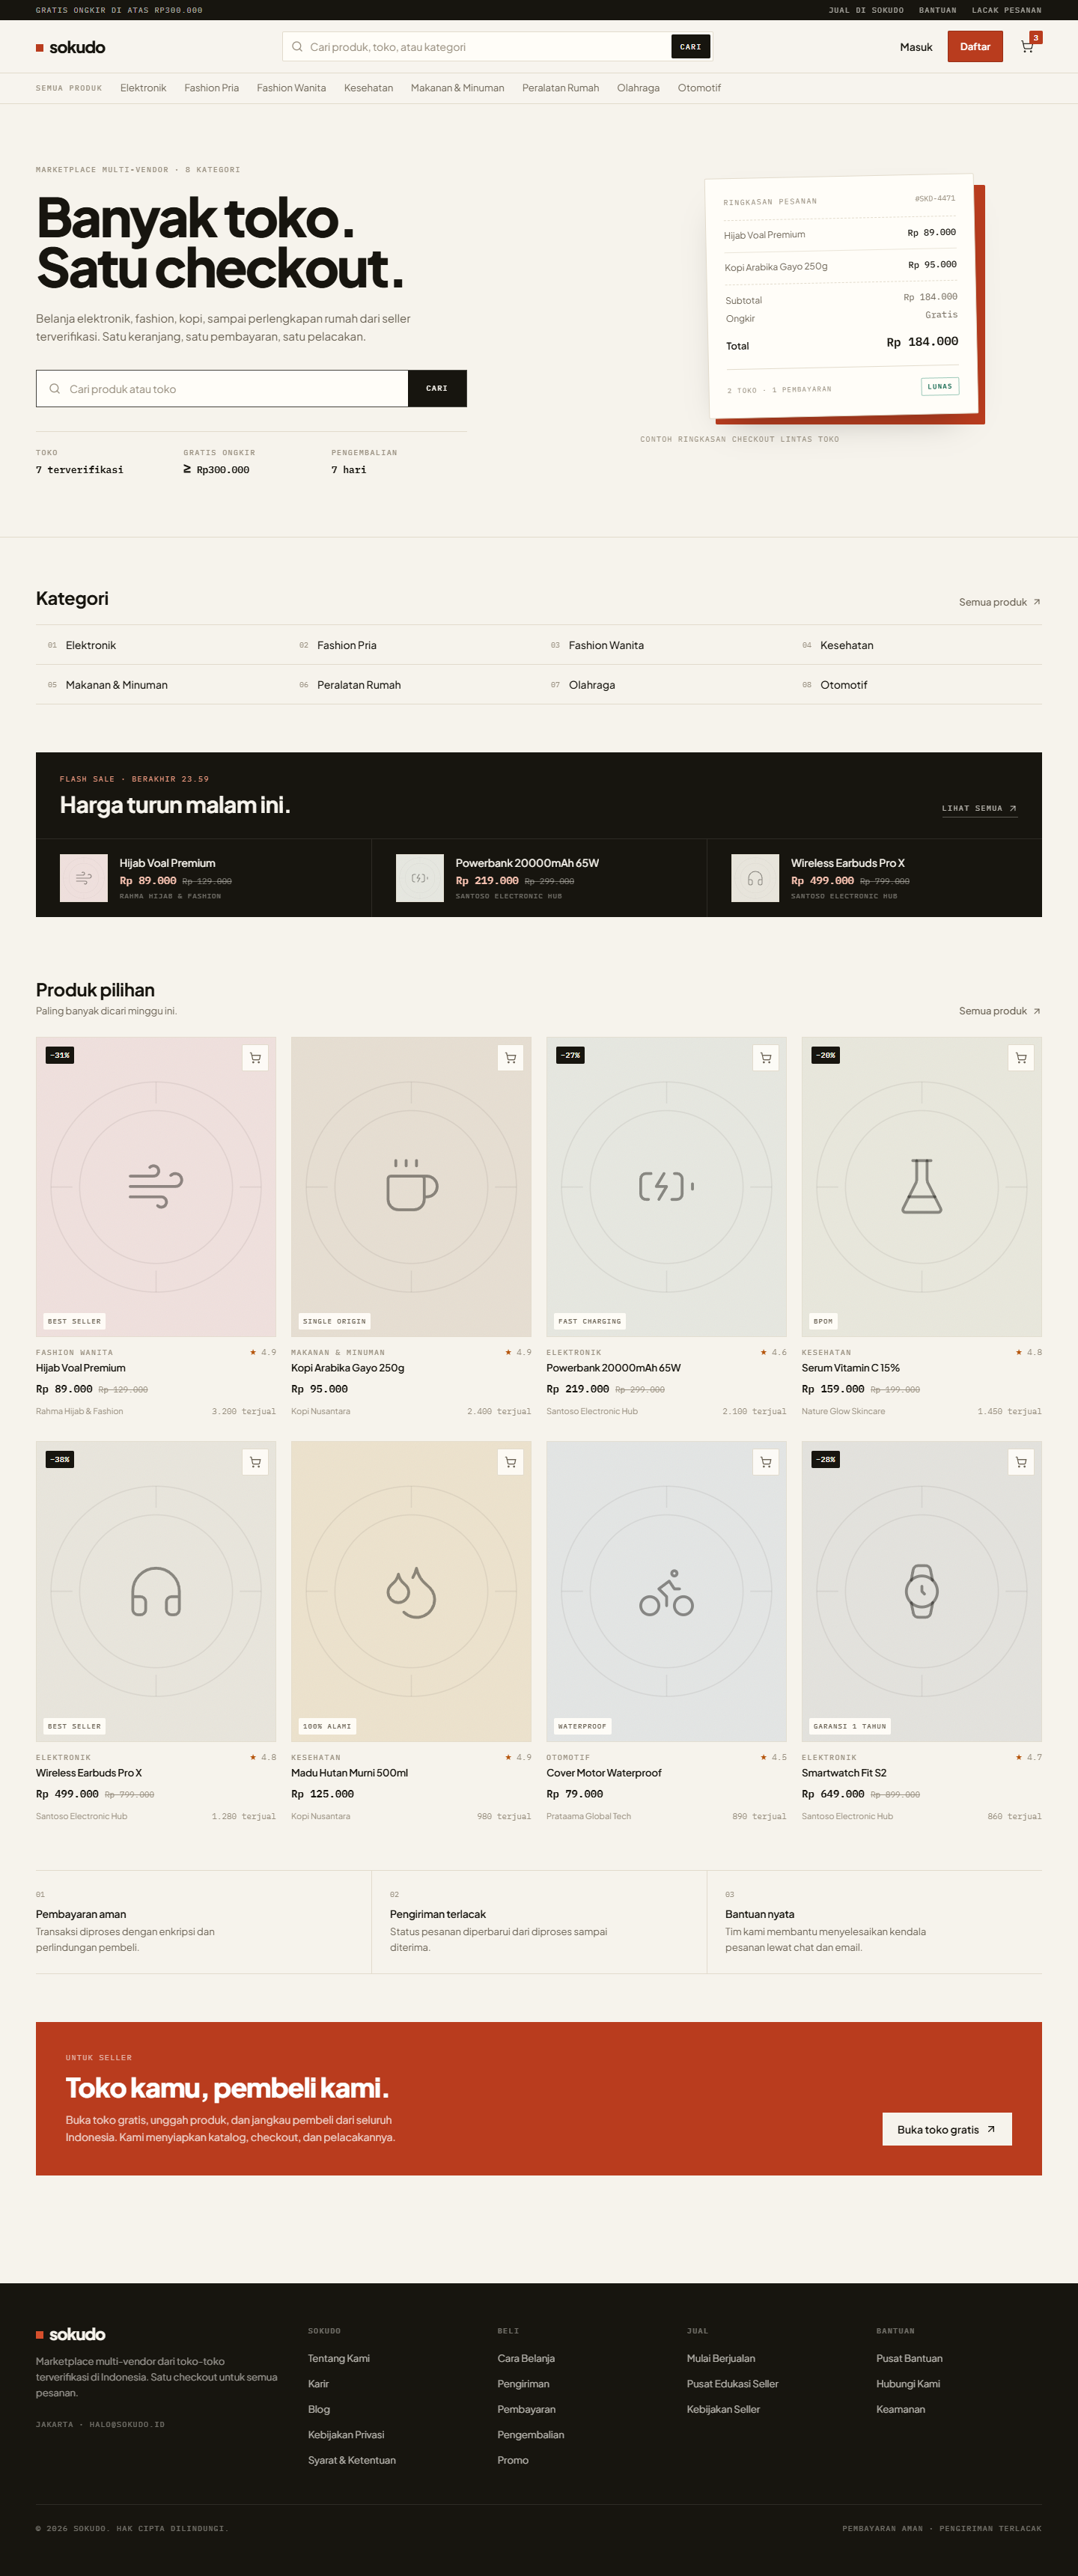 GRATIS ONGKIR DI ATAS RP300.000
JUAL DI SOKUDO BANTUAN LACAK PESANAN
sokudo
Cari produk, toko, atau kategori
CARI
Masuk
Daftar
3
SEMUA PRODUK Elektronik Fashion Pria Fashion Wanita Kesehatan Makanan & Minuman Peralatan Rumah Olahraga Otomotif
MARKETPLACE MULTI-VENDOR · 8 KATEGORI
Banyak toko.
Satu checkout.
Belanja elektronik, fashion, kopi, sampai perlengkapan rumah dari seller
terverifikasi. Satu keranjang, satu pembayaran, satu pelacakan.
Cari produk atau toko
CARI
TOKO
7 terverifikasi
GRATIS ONGKIR
≥ Rp300.000
PENGEMBALIAN
7 hari
RINGKASAN PESANAN #SKD-4471
Hijab Voal Premium Rp 89.000
Kopi Arabika Gayo 250g Rp 95.000
Subtotal Rp 184.000
Ongkir Gratis
Total Rp 184.000
2 TOKO · 1 PEMBAYARAN LUNAS
CONTOH RINGKASAN CHECKOUT LINTAS TOKO
Kategori
Semua produk
01 Elektronik
02 Fashion Pria
03 Fashion Wanita
04 Kesehatan
05 Makanan & Minuman
06 Peralatan Rumah
07 Olahraga
08 Otomotif
FLASH SALE · BERAKHIR 23.59
Harga turun malam ini.
LIHAT SEMUA
Hijab Voal Premium
Rp 89.000 Rp 129.000
RAHMA HIJAB & FASHION
Powerbank 20000mAh 65W
Rp 219.000 Rp 299.000
SANTOSO ELECTRONIC HUB
Wireless Earbuds Pro X
Rp 499.000 Rp 799.000
SANTOSO ELECTRONIC HUB
Produk pilihan
Paling banyak dicari minggu ini.
Semua produk
−31%
BEST SELLER
FASHION WANITA ★ 4.9
Hijab Voal Premium
Rp 89.000 Rp 129.000
Rahma Hijab & Fashion 3.200 terjual
SINGLE ORIGIN
MAKANAN & MINUMAN ★ 4.9
Kopi Arabika Gayo 250g
Rp 95.000
Kopi Nusantara 2.400 terjual
−27%
FAST CHARGING
ELEKTRONIK ★ 4.6
Powerbank 20000mAh 65W
Rp 219.000 Rp 299.000
Santoso Electronic Hub 2.100 terjual
−20%
BPOM
KESEHATAN ★ 4.8
Serum Vitamin C 15%
Rp 159.000 Rp 199.000
Nature Glow Skincare 1.450 terjual
−38%
BEST SELLER
ELEKTRONIK ★ 4.8
Wireless Earbuds Pro X
Rp 499.000 Rp 799.000
Santoso Electronic Hub 1.280 terjual
100% ALAMI
KESEHATAN ★ 4.9
Madu Hutan Murni 500ml
Rp 125.000
Kopi Nusantara 980 terjual
WATERPROOF
OTOMOTIF ★ 4.5
Cover Motor Waterproof
Rp 79.000
Prataama Global Tech 890 terjual
−28%
GARANSI 1 TAHUN
ELEKTRONIK ★ 4.7
Smartwatch Fit S2
Rp 649.000 Rp 899.000
Santoso Electronic Hub 860 terjual
01
Pembayaran aman
Transaksi diproses dengan enkripsi dan
perlindungan pembeli.
02
Pengiriman terlacak
Status pesanan diperbarui dari diproses sampai
diterima.
03
Bantuan nyata
Tim kami membantu menyelesaikan kendala
pesanan lewat chat dan email.
UNTUK SELLER
Toko kamu, pembeli kami.
Buka toko gratis, unggah produk, dan jangkau pembeli dari seluruh
Indonesia. Kami menyiapkan katalog, checkout, dan pelacakannya.
Buka toko gratis
sokudo
Marketplace multi-vendor dari toko-toko
terverifikasi di Indonesia. Satu checkout untuk semua
pesanan.
JAKARTA · HALO@SOKUDO.ID
SOKUDO
Tentang Kami
Karir
Blog
Kebijakan Privasi
Syarat & Ketentuan
BELI
Cara Belanja
Pengiriman
Pembayaran
Pengembalian
Promo
JUAL
Mulai Berjualan
Pusat Edukasi Seller
Kebijakan Seller
BANTUAN
Pusat Bantuan
Hubungi Kami
Keamanan
© 2026 SOKUDO. HAK CIPTA DILINDUNGI.
PEMBAYARAN AMAN · PENGIRIMAN TERLACAK